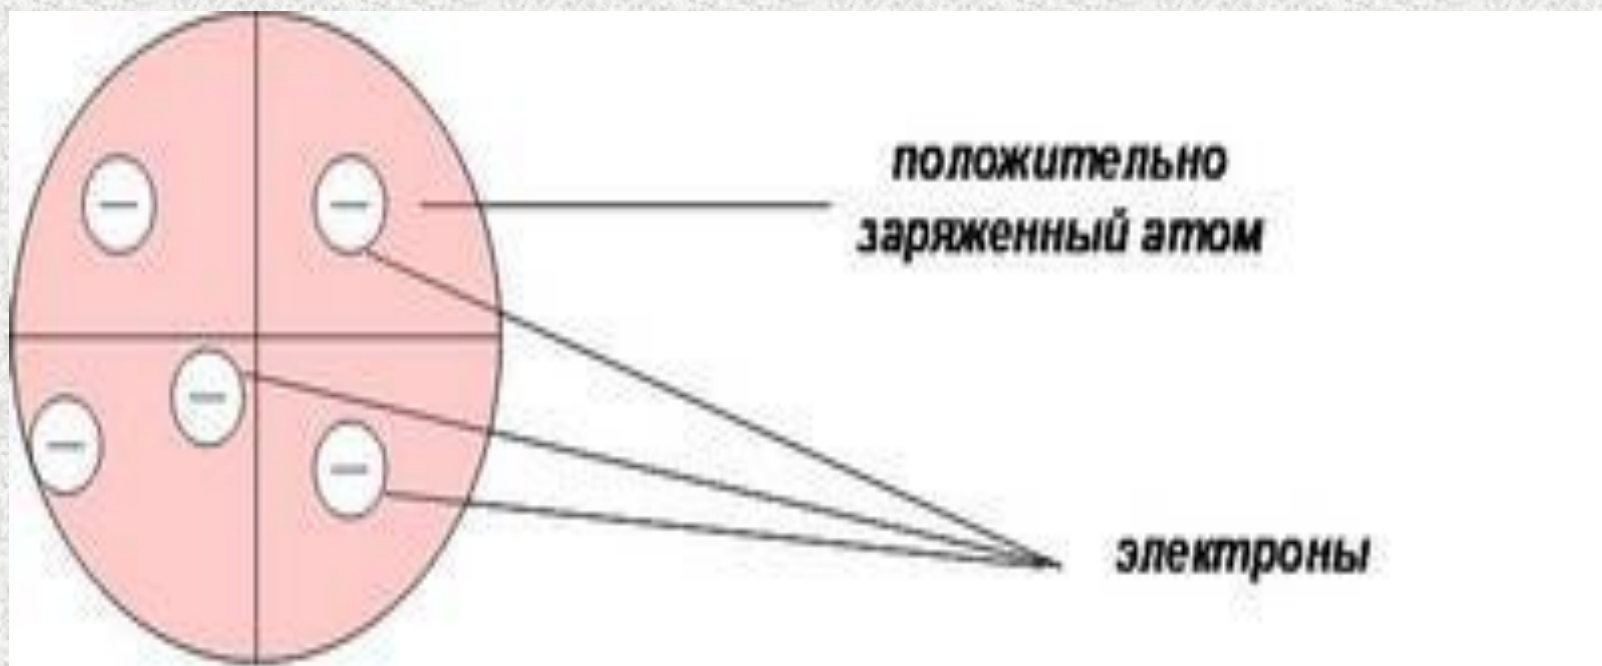 положительно
заряженный атом
электроны